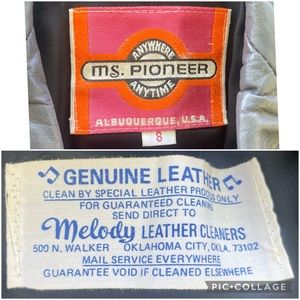 ANYWHERE
ms. PIONEER
ANYTIME
ALBUQUERQUE, U.S.A.
8
GENUINE LEATHER
CLEAN BY SPECIAL LEATHER PROCESS ONLY
FOR GUARANTEED CLEANING
SEND DIRECT TO
Melody LEATHER CLEANERS
500 N. WALKER OKLAHOMA CITY, OKLA. 73102
MAIL SERVICE EVERYWHERE
GUARANTEE VOID IF CLEANED ELSEWHERE
PIC•COLLAGE